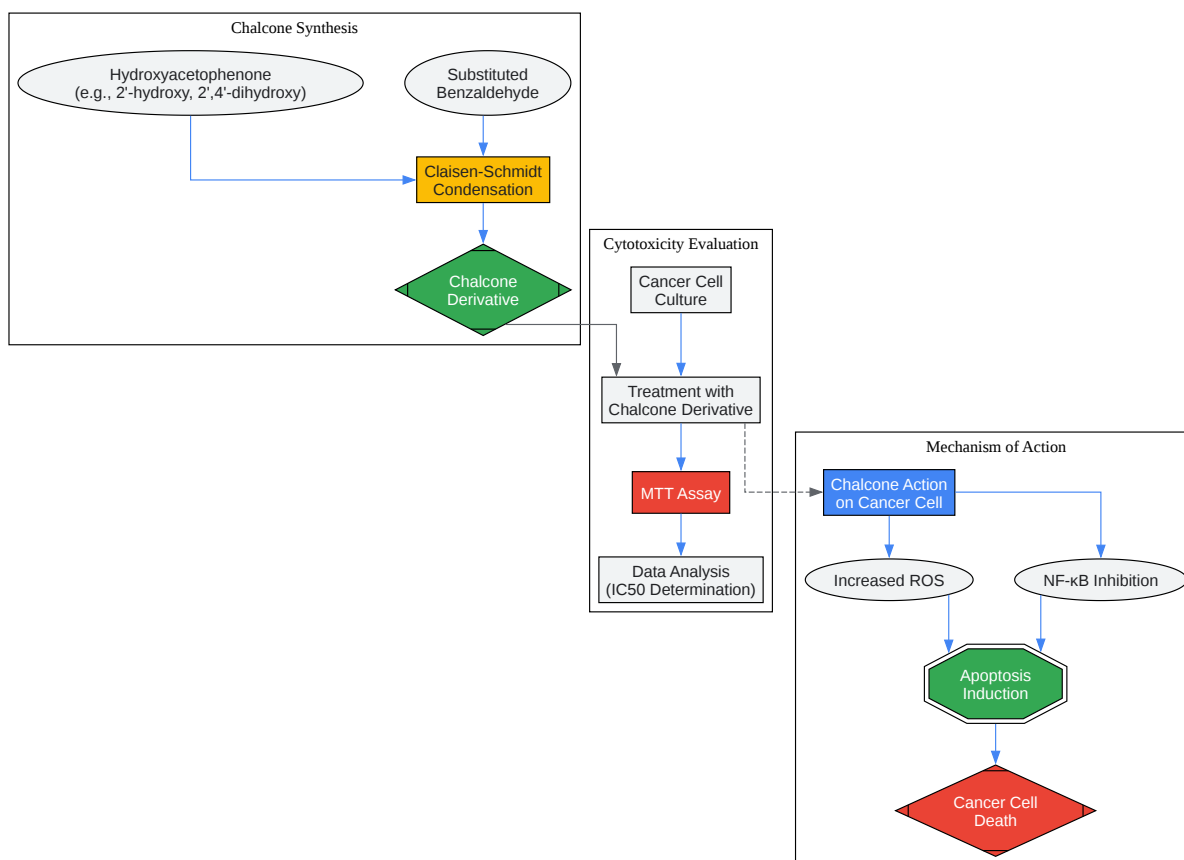 Chalcone Synthesis
Hydroxyacetophenone
(e.g., 2'-hydroxy, 2',4'-dihydroxy)
Substituted
Benzaldehyde
Claisen-Schmidt
Condensation
Chalcone
Derivative
Cytotoxicity Evaluation
Cancer Cell
Culture
Treatment with
Chalcone Derivative
MTT Assay
Data Analysis
(IC50 Determination)
Mechanism of Action
Chalcone Action
on Cancer Cell
Increased ROS
NF-κB Inhibition
Apoptosis
Induction
Cancer Cell
Death